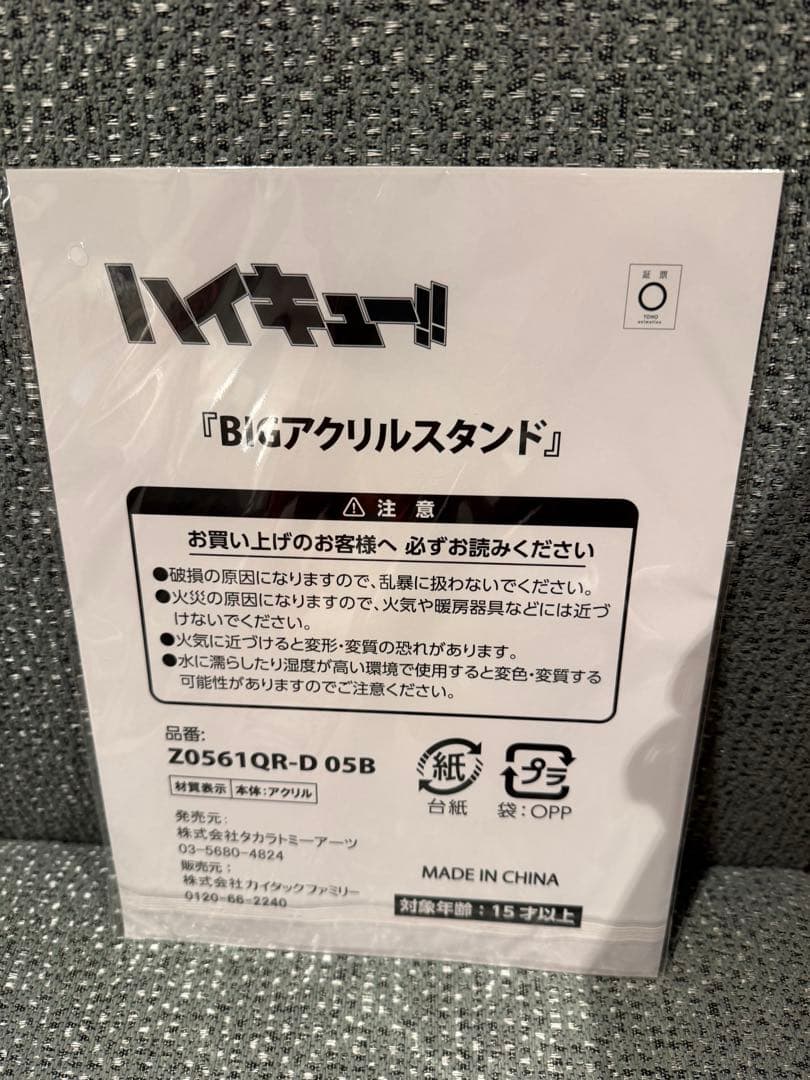 ハイキュー!!
証 票
TOHO
animation
『BIGアクリルスタンド』
⚠ 注 意
お買い上げのお客様へ 必ずお読みください
●破損の原因になりますので、乱暴に扱わないでください。
●火災の原因になりますので、火気や暖房器具などには近づ
けないでください。
●火気に近づけると変形・変質の恐れがあります。
●水に濡らしたり湿度が高い環境で使用すると変色・変質する
可能性がありますのでご注意ください。
品番:
Z0561QR-D 05B
材質表示 本体:アクリル
紙
台紙
プラ
袋:OPP
発売元:
株式会社タカラトミーアーツ
03-5680-4824
販売元:
株式会社カイタックファミリー
0120-66-2240
MADE IN CHINA
対象年齢:15才以上